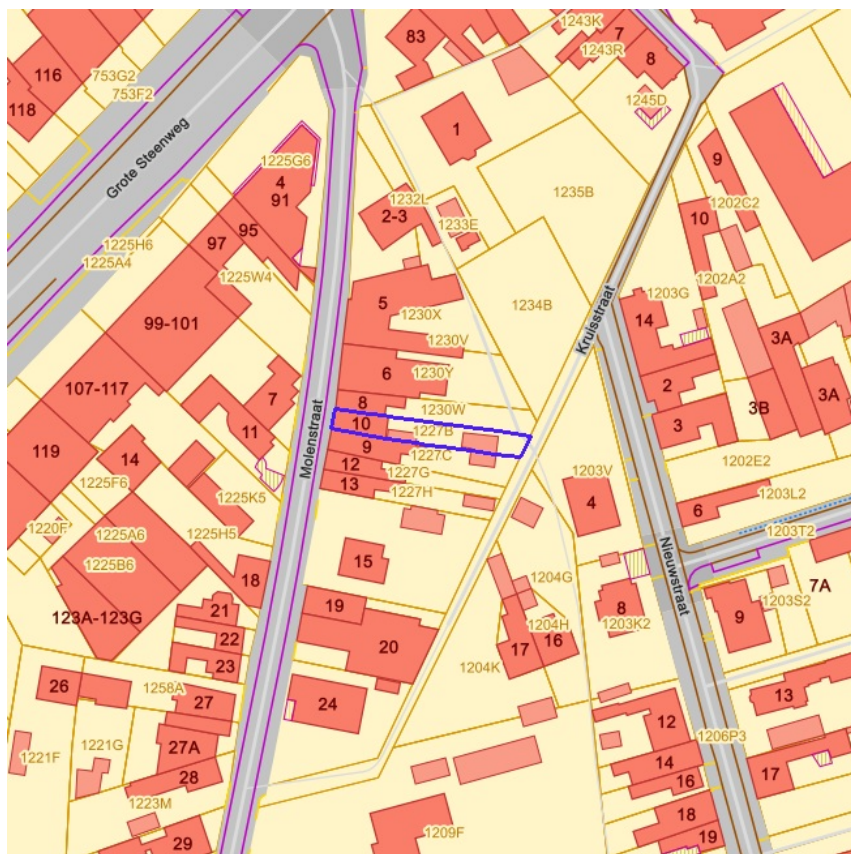 83
1243K
7
1243R
8
116
753G2
753F2
118
1245D
Grote Steenweg
1
9
1225G6
4
91
1235B
1232L
2-3
1233E
1202C2
10
97
95
1225H6
1225A4
1225W4
1202A2
5
1230X
1234B
Kruisstraat
1203G
14
99-101
1230V
3A
6
1230Y
107-117
2
3A
7
8
1230W
3B
10
1227B
11
9
1227C
3
119
14
Molenstraat
12
1227G
1202E2
13
1227H
1203V
1225F6
1225K5
4
6
1203L2
1220F
1225A6
1225H5
1203T2
1225B6
15
Nieuwstraat
18
1204G
7A
123A-123G
21
19
8
1203K2
9
1203S2
22
20
17
1204H
16
23
1204K
26
1258A
27
24
13
12
1206P3
1221F
1221G
27A
14
28
16
17
1223M
18
29
1209F
19